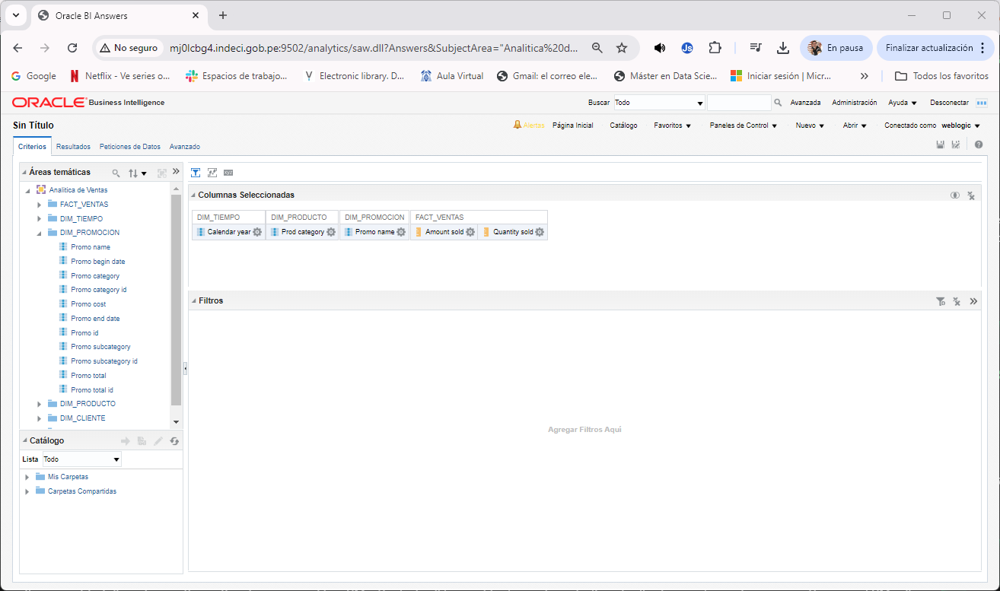 Oracle BI Answers
No seguro
mj0lcbg4.indeci.gob.pe:9502/analytics/saw.dll?Answers&SubjectArea="Analitica%20d...
En pausa
Finalizar actualización
Google
Netflix - Ve series o...
Espacios de trabajo...
Electronic library. D...
Aula Virtual
Gmail: el correo ele...
Máster en Data Scie...
Iniciar sesión | Micr...
Todos los favoritos
ORACLE Business Intelligence
Buscar Todo Avanzada Administración Ayuda Desconectar
Sin Título
Alertas Página Inicial Catálogo Favoritos Paneles de Control Nuevo Abrir Conectado como weblogic
Criterios Resultados Peticiones de Datos Avanzado
Áreas temáticas
Analitica de Ventas
FACT_VENTAS
DIM_TIEMPO
DIM_PROMOCION
Promo name
Promo begin date
Promo category
Promo category id
Promo cost
Promo end date
Promo id
Promo subcategory
Promo subcategory id
Promo total
Promo total id
DIM_PRODUCTO
DIM_CLIENTE
Catálogo
Lista Todo
Mis Carpetas
Carpetas Compartidas
XYZ
Columnas Seleccionadas
DIM_TIEMPO DIM_PRODUCTO DIM_PROMOCION FACT_VENTAS
Calendar year Prod category Promo name Amount sold Quantity sold
Filtros
Agregar Filtros Aquí